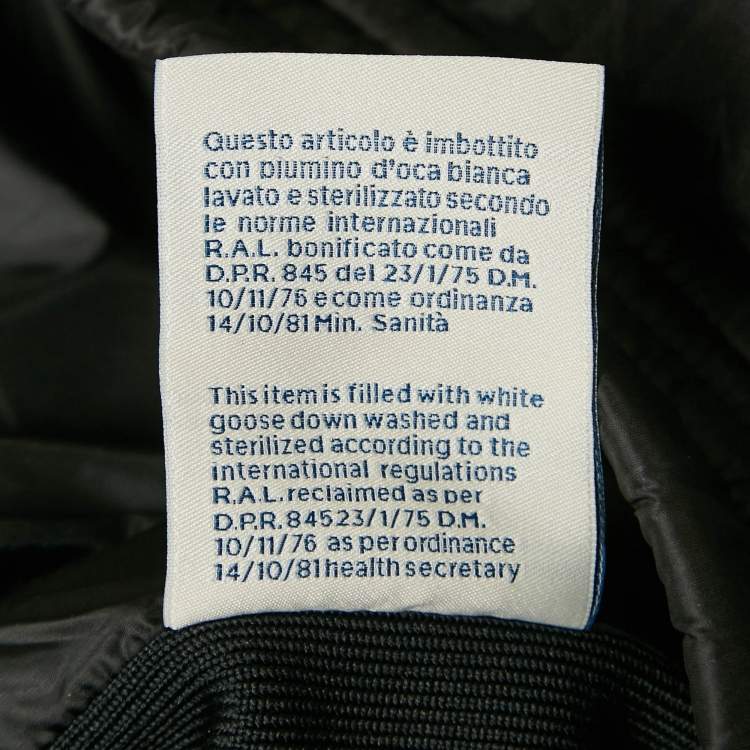 Questo articolo è imbottito
con piumino d'oca bianca
lavato e sterilizzato secondo
le norme internazionali
R.A.L. bonificato come da
D.P.R. 845 del 23/1/75 D.M.
10/11/76 e come ordinanza
14/10/81 Min. Sanità
This item is filled with white
goose down washed and
sterilized according to the
international regulations
R.A.L. reclaimed as per
D.P.R. 845 23/1/75 D.M.
10/11/76 as per ordinance
14/10/81 health secretary